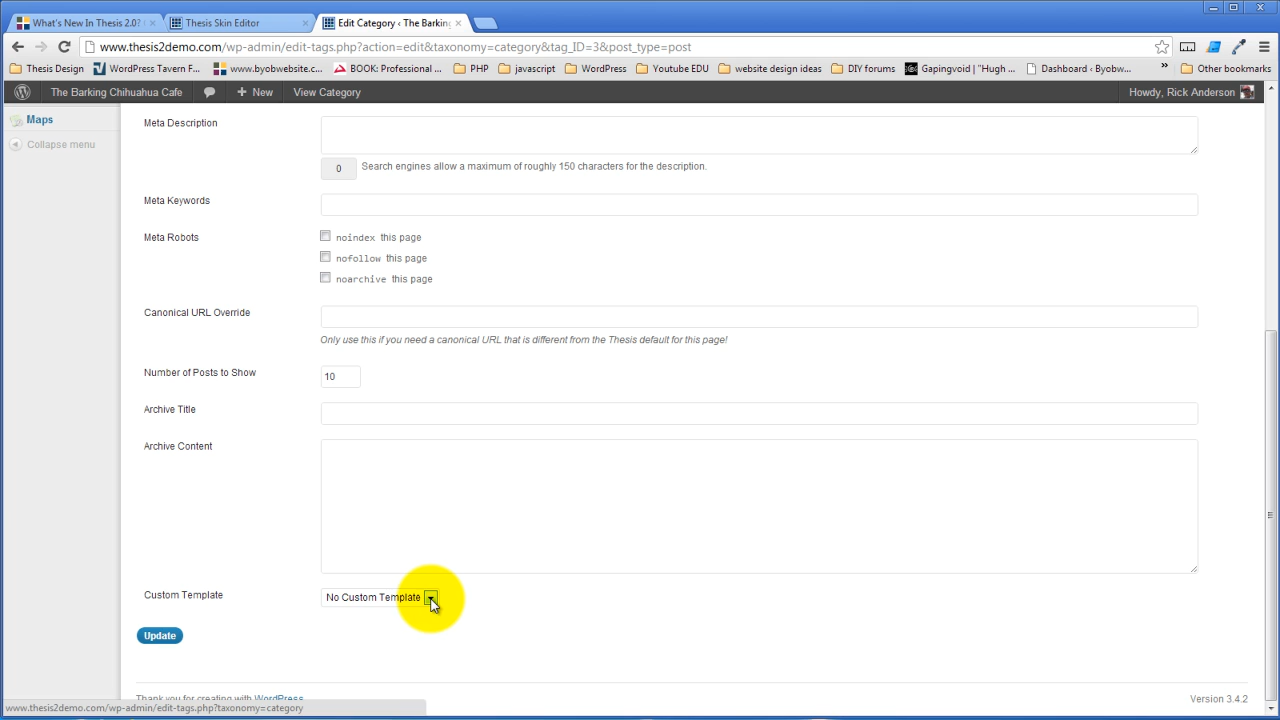 What's New In Thesis 2.0?
Thesis Skin Editor
Edit Category ‹ The Barking
www.thesis2demo.com/wp-admin/edit-tags.php?action=edit&taxonomy=category&tag_ID=3&post_type=post
Thesis Design
WordPress Tavern F...
www.byobwebsite.c...
BOOK: Professional ...
PHP
javascript
WordPress
Youtube EDU
website design ideas
DIY forums
Gapingvoid | "Hugh ...
Dashboard ‹ Byobw...
»
Other bookmarks
The Barking Chihuahua Cafe
+ New
View Category
Howdy, Rick Anderson
Maps
Collapse menu
Meta Description
0
Search engines allow a maximum of roughly 150 characters for the description.
Meta Keywords
Meta Robots
noindex this page
nofollow this page
noarchive this page
Canonical URL Override
Only use this if you need a canonical URL that is different from the Thesis default for this page!
Number of Posts to Show
10
Archive Title
Archive Content
Custom Template
No Custom Template
Update
Thank you for creating with WordPress
Version 3.4.2
www.thesis2demo.com/wp-admin/edit-tags.php?taxonomy=category